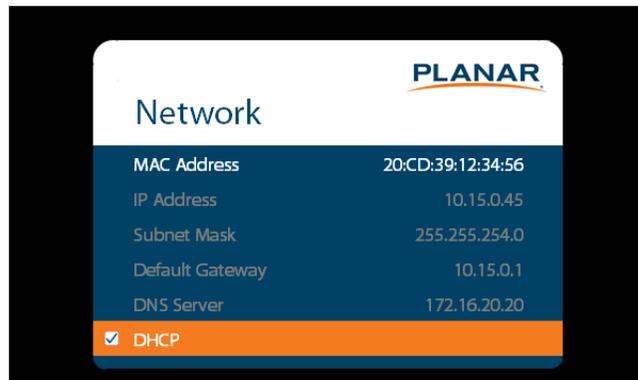 PLANAR
Network
MAC Address 20:CD:39:12:34:56
IP Address 10.15.0.45
Subnet Mask 255.255.254.0
Default Gateway 10.15.0.1
DNS Server 172.16.20.20
DHCP